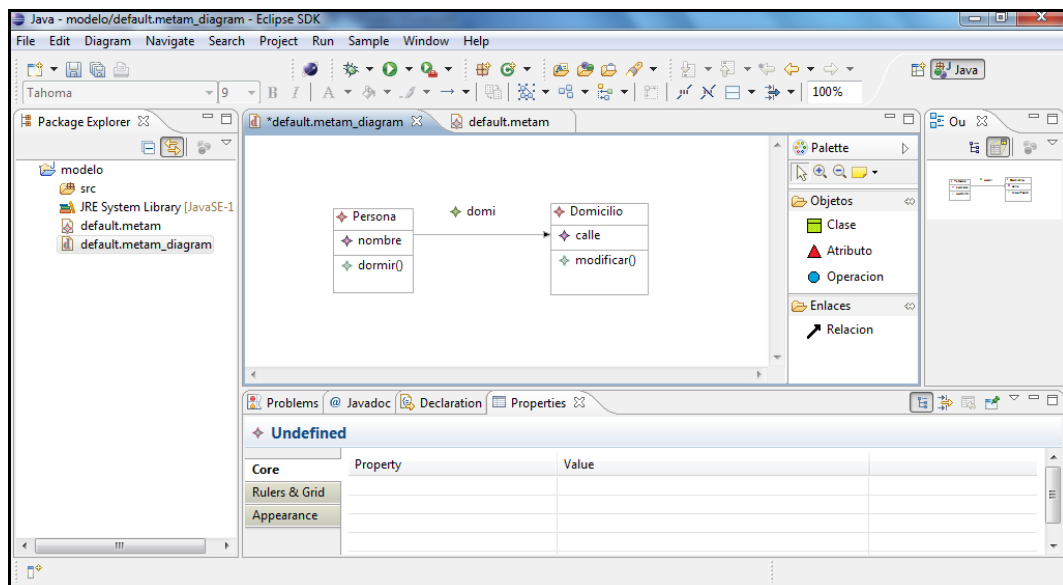 Java - modelo/default.metam_diagram - Eclipse SDK
File Edit Diagram Navigate Search Project Run Sample Window Help
Java
Tahoma 9 B I A 100%
Package Explorer
modelo
src
JRE System Library [JavaSE-1
default.metam
default.metam_diagram
*default.metam_diagram
default.metam
Persona
nombre
dormir()
domi
Domicilio
calle
modificar()
Palette
Objetos
Clase
Atributo
Operacion
Enlaces
Relacion
Ou
Problems @ Javadoc Declaration Properties
Undefined
Core
Rulers & Grid
Appearance
Property Value